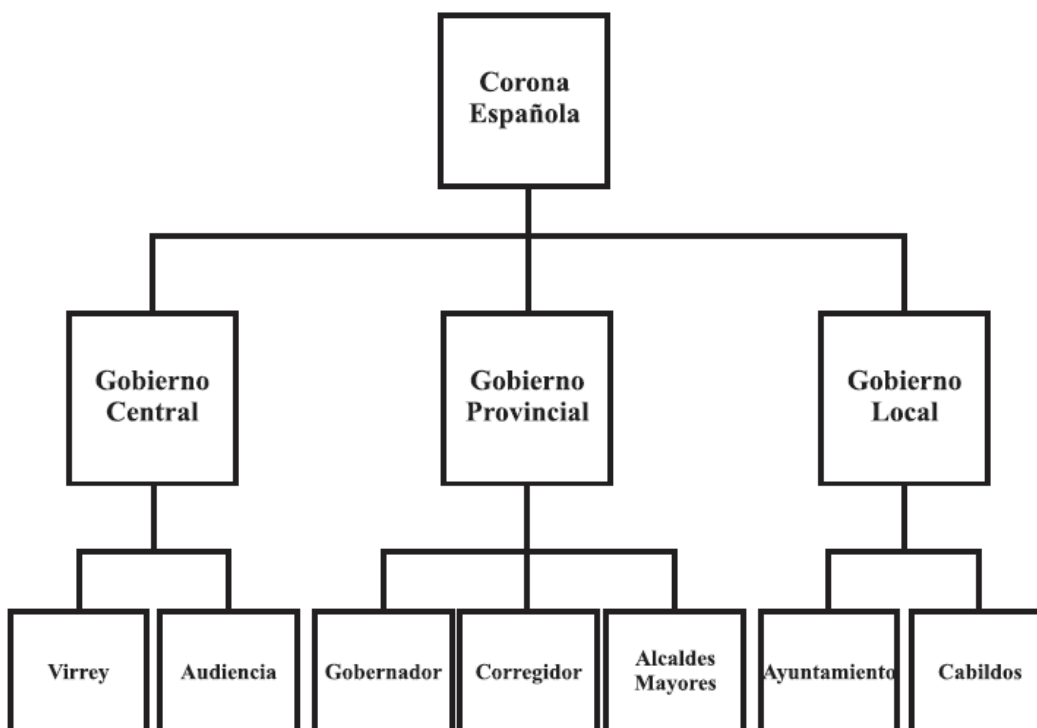 Corona
Española
Gobierno
Central
Gobierno
Provincial
Gobierno
Local
Virrey
Audiencia
Gobernador
Corregidor
Alcaldes
Mayores
Ayuntamiento
Cabildos